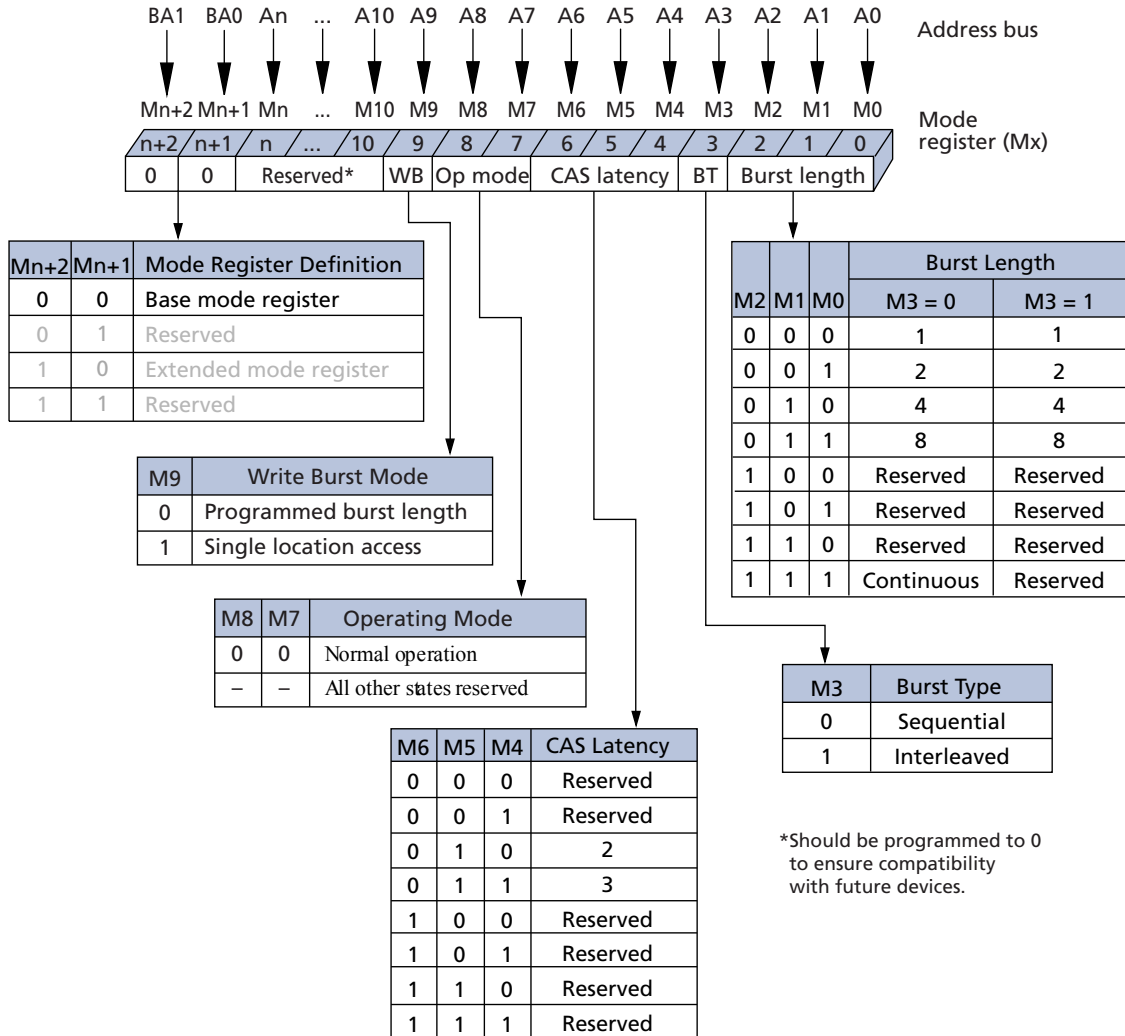 BA1 BA0 An ... A10 A9 A8 A7 A6 A5 A4 A3 A2 A1 A0
Address bus
Mn+2 Mn+1 Mn ... M10 M9 M8 M7 M6 M5 M4 M3 M2 M1 M0
Mode
register (Mx)
n+2 n+1 n ... 10 9 8 7 6 5 4 3 2 1 0
0 0 Reserved* WB Op mode CAS latency BT Burst length
Mn+2 Mn+1 Mode Register Definition
0 0 Base mode register
0 1 Reserved
1 0 Extended mode register
1 1 Reserved
Burst Length
M2 M1 M0 M3 = 0 M3 = 1
0 0 0 1 1
0 0 1 2 2
0 1 0 4 4
0 1 1 8 8
1 0 0 Reserved Reserved
1 0 1 Reserved Reserved
1 1 0 Reserved Reserved
1 1 1 Continuous Reserved
M9 Write Burst Mode
0 Programmed burst length
1 Single location access
M8 M7 Operating Mode
0 0 Normal operation
– – All other states reserved
M3 Burst Type
0 Sequential
1 Interleaved
M6 M5 M4 CAS Latency
0 0 0 Reserved
0 0 1 Reserved
0 1 0 2
0 1 1 3
1 0 0 Reserved
1 0 1 Reserved
1 1 0 Reserved
1 1 1 Reserved
*Should be programmed to 0
to ensure compatibility
with future devices.